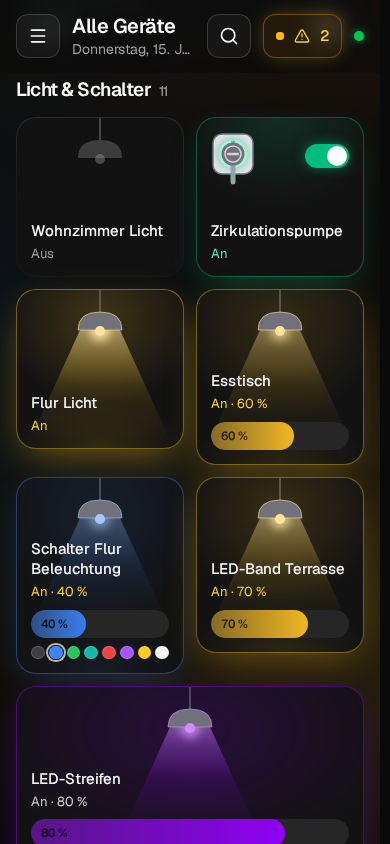 Alle Geräte
Donnerstag, 15. J…
2
Licht & Schalter 11
Wohnzimmer Licht
Aus
Zirkulationspumpe
An
Flur Licht
An
Esstisch
An · 60 %
60 %
Schalter Flur
Beleuchtung
An · 40 %
40 %
LED-Band Terrasse
An · 70 %
70 %
LED-Streifen
An · 80 %
80 %